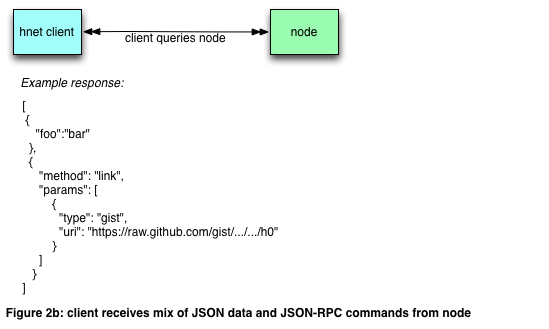 hnet client
client queries node
node
Example response:
[
{
"foo":"bar"
},
{
"method": "link",
"params": [
{
"type": "gist",
"uri": "https://raw.github.com/gist/.../.../h0"
}
]
}
]
Figure 2b: client receives mix of JSON data and JSON-RPC commands from node